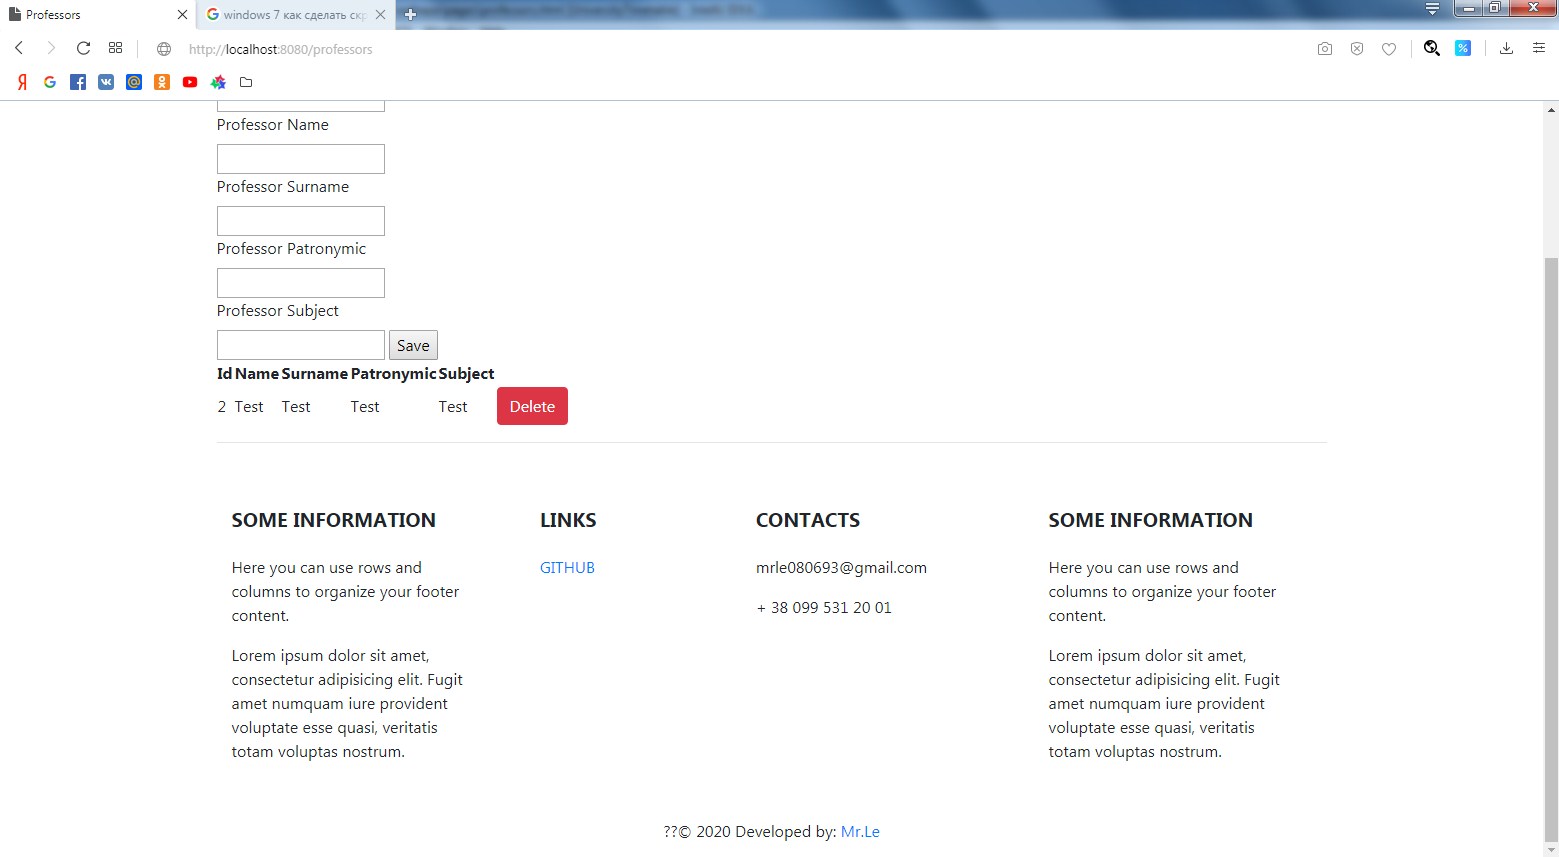 Professors
windows 7 как сделать скр
http://localhost:8080/professors
Professor Name
Professor Surname
Professor Patronymic
Professor Subject
Save
Id Name Surname Patronymic Subject
2 Test Test Test Test Delete
SOME INFORMATION
Here you can use rows and
columns to organize your footer
content.
Lorem ipsum dolor sit amet,
consectetur adipisicing elit. Fugit
amet numquam iure provident
voluptate esse quasi, veritatis
totam voluptas nostrum.
LINKS
GITHUB
CONTACTS
mrle080693@gmail.com
+ 38 099 531 20 01
SOME INFORMATION
Here you can use rows and
columns to organize your footer
content.
Lorem ipsum dolor sit amet,
consectetur adipisicing elit. Fugit
amet numquam iure provident
voluptate esse quasi, veritatis
totam voluptas nostrum.
??© 2020 Developed by: Mr.Le